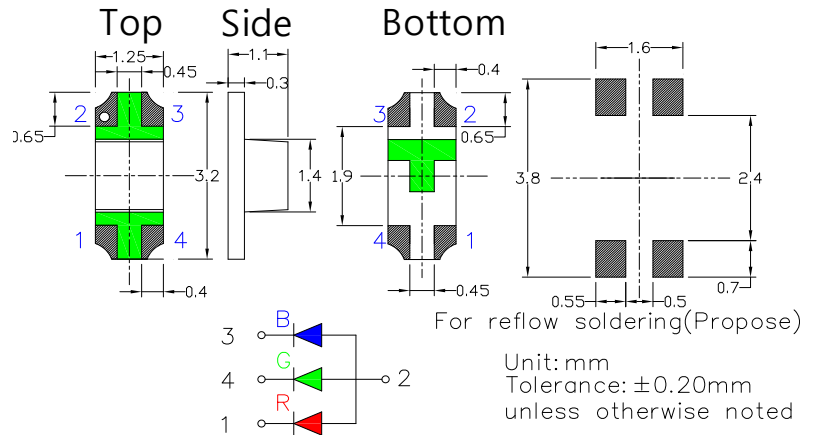 Top Side Bottom
1.25 1.1 1.6
0.45 0.3 0.4
2 3 3 2
0.65 0.65
3.2 1.4 1.9 3.8 2.4
1 4 4 1
0.4 0.45 0.55 0.5 0.7
For reflow soldering(Propose)
B
3
G
4 2
R
1
Unit: mm
Tolerance: ±0.20mm
unless otherwise noted